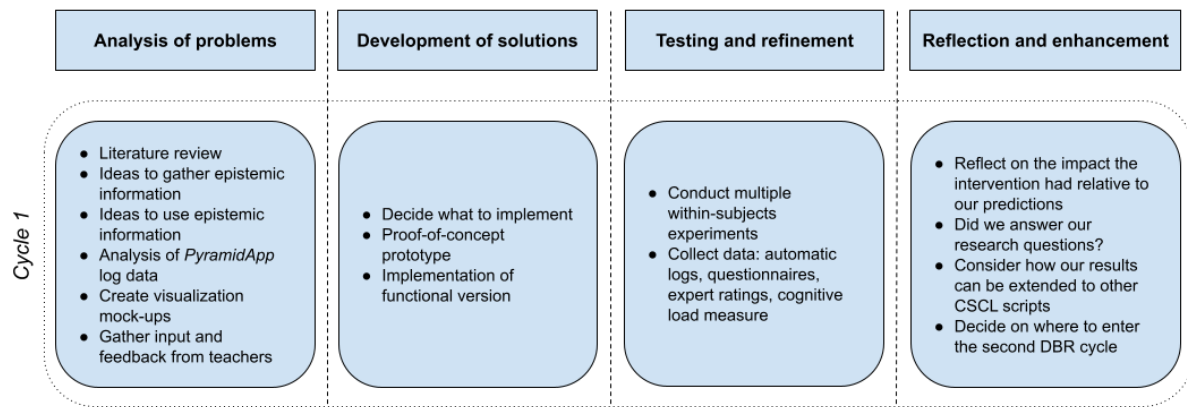 Analysis of problems
Development of solutions
Testing and refinement
Reflection and enhancement
Cycle 1
● Literature review
● Ideas to gather epistemic
information
● Ideas to use epistemic
information
● Analysis of PyramidApp
log data
● Create visualization
mock-ups
● Gather input and
feedback from teachers
● Decide what to implement
● Proof-of-concept
prototype
● Implementation of
functional version
● Conduct multiple
within-subjects
experiments
● Collect data: automatic
logs, questionnaires,
expert ratings, cognitive
load measure
● Reflect on the impact the
intervention had relative to
our predictions
● Did we answer our
research questions?
● Consider how our results
can be extended to other
CSCL scripts
● Decide on where to enter
the second DBR cycle